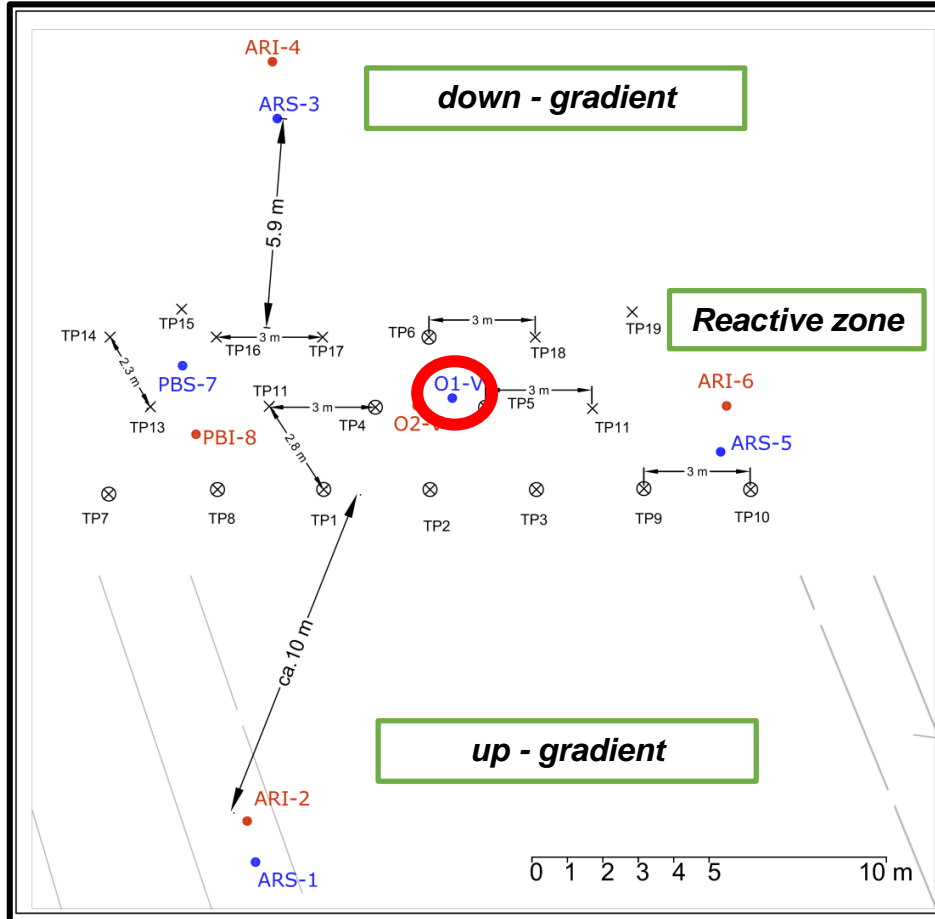 ARI-4
down - gradient
ARS-3
5.9 m
TP15
TP14
3 m
TP16
TP17
TP6
3 m
TP18
TP19
Reactive zone
2.3 m
PBS-7
TP11
3 m
TP4
O1-V
3 m
TP5
TP11
ARI-6
TP13
PBI-8
2.8 m
O2-V
ARS-5
3 m
TP7
TP8
TP1
TP2
TP3
TP9
TP10
ca.10 m
up - gradient
ARI-2
ARS-1
0 1 2 3 4 5 10 m